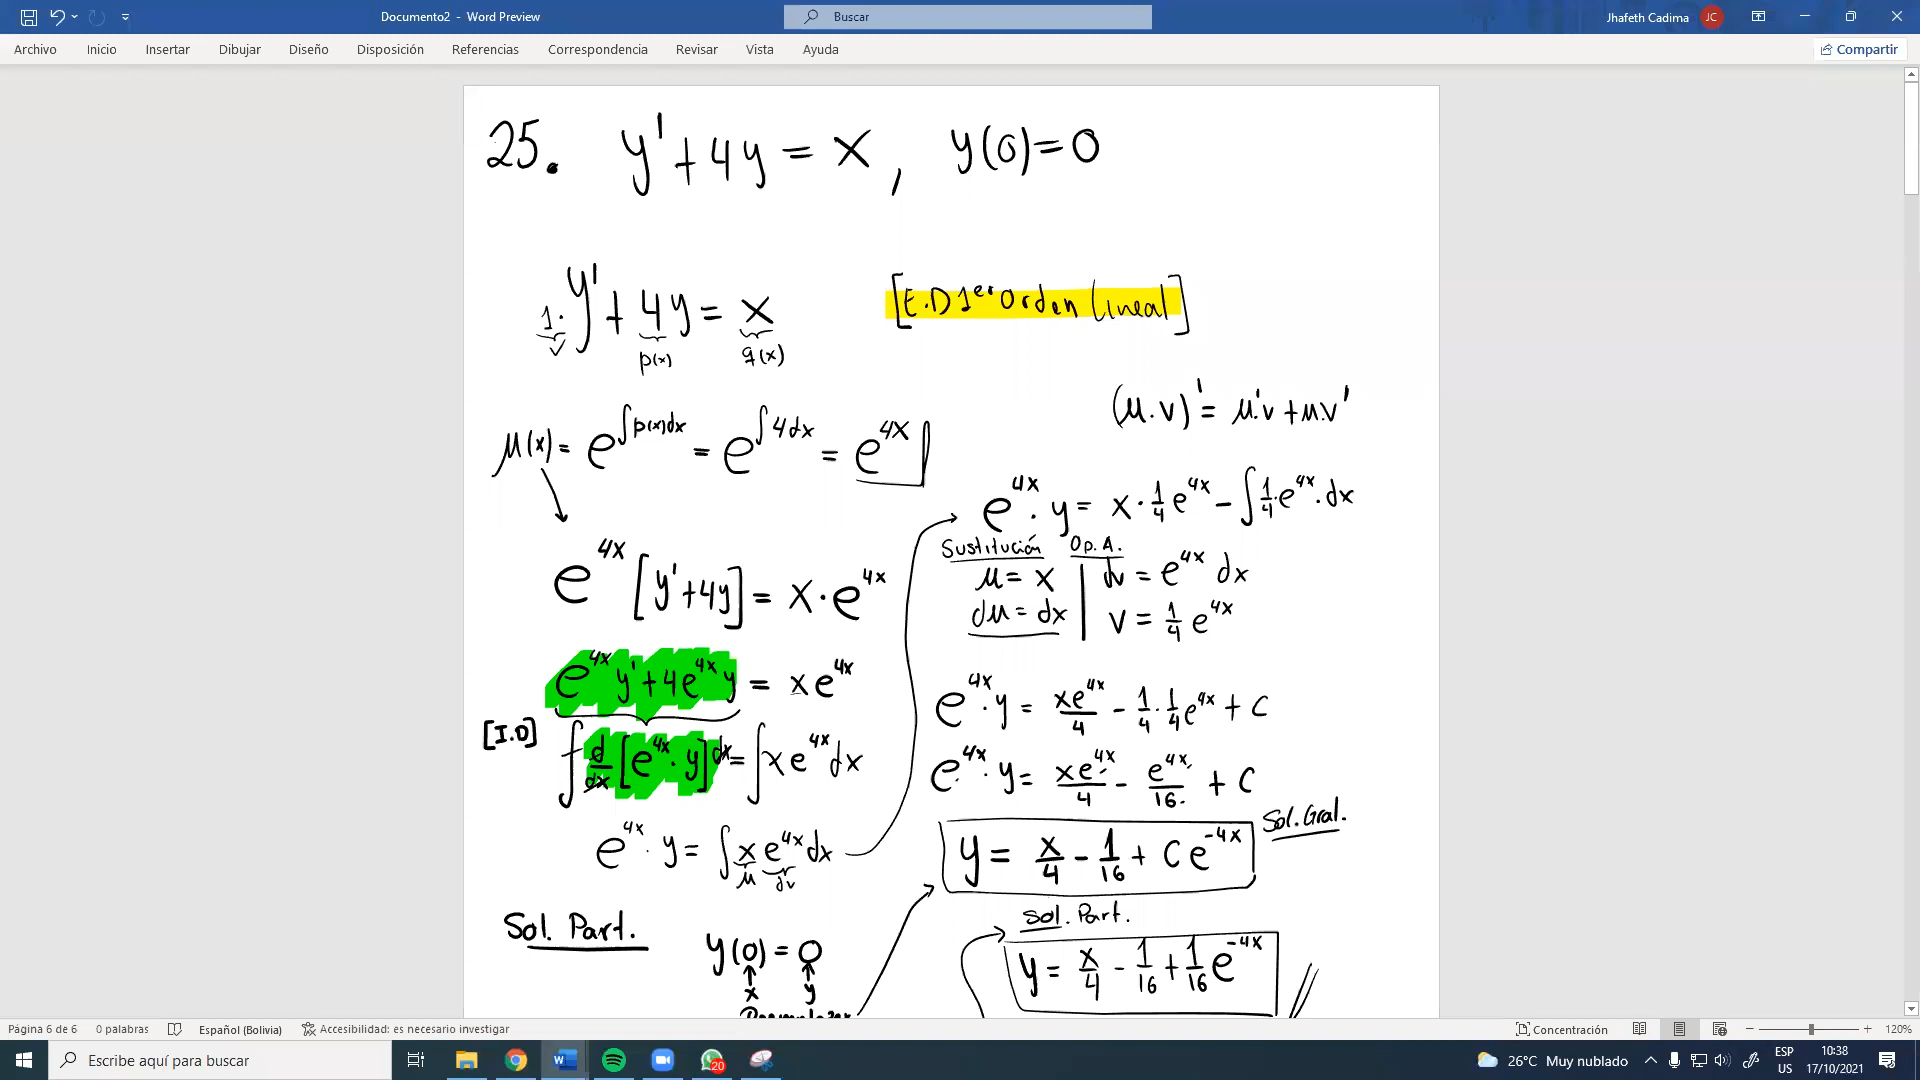 Documento2 - Word Preview
Buscar
Jhafeth Cadima
JC
Archivo Inicio Insertar Dibujar Diseño Disposición Referencias Correspondencia Revisar Vista Ayuda
Compartir
25. y' + 4y = x , y(0) = 0
1·y' + 4y = x [E.D 1er Orden Lineal]
v p(x) q(x)
μ(x) = e^∫p(x)dx = e^∫4dx = e^4x
e^4x [y' + 4y] = x · e^4x
e^4x y' + 4e^4x y = xe^4x
[I.D] ∫ d/dx [e^4x · y] dx = ∫ x e^4x dx
e^4x · y = ∫ x e^4x dx
μ dv
(μ·v)' = μ'v + μ·v'
e^4x · y = x · 1/4 e^4x - ∫ 1/4 · e^4x · dx
Sustitución Op. A.
μ = x | dv = e^4x dx
dμ = dx | v = 1/4 e^4x
e^4x · y = xe^4x/4 - 1/4 · 1/4 e^4x + C
e^4x · y = xe^4x/4 - e^4x/16 + C
y = x/4 - 1/16 + C e^-4x Sol. Gral.
Sol. Part.
y(0) = 0
x y
Sol. Part.
y = x/4 - 1/16 + 1/16 e^-4x
Página 6 de 6 0 palabras Español (Bolivia) Accesibilidad: es necesario investigar
Concentración 120%
Escribe aquí para buscar
20
26°C Muy nublado
ESP
US
10:38
17/10/2021